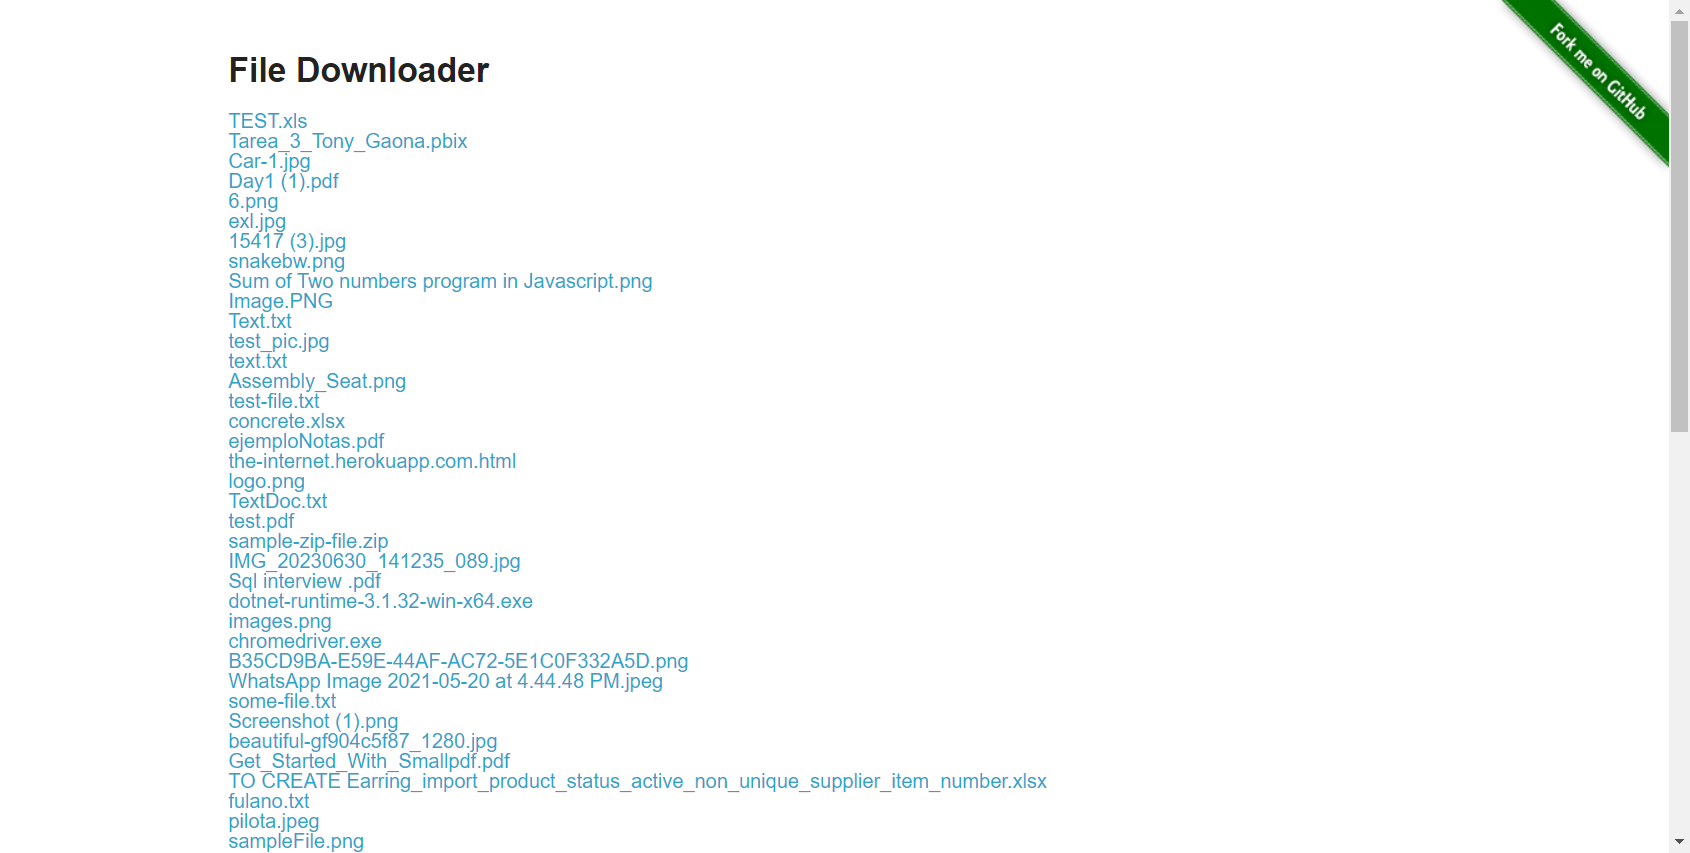 File Downloader
Fork me on GitHub
TEST.xls
Tarea_3_Tony_Gaona.pbix
Car-1.jpg
Day1 (1).pdf
6.png
exl.jpg
15417 (3).jpg
snakebw.png
Sum of Two numbers program in Javascript.png
Image.PNG
Text.txt
test_pic.jpg
text.txt
Assembly_Seat.png
test-file.txt
concrete.xlsx
ejemploNotas.pdf
the-internet.herokuapp.com.html
logo.png
TextDoc.txt
test.pdf
sample-zip-file.zip
IMG_20230630_141235_089.jpg
Sql interview .pdf
dotnet-runtime-3.1.32-win-x64.exe
images.png
chromedriver.exe
B35CD9BA-E59E-44AF-AC72-5E1C0F332A5D.png
WhatsApp Image 2021-05-20 at 4.44.48 PM.jpeg
some-file.txt
Screenshot (1).png
beautiful-gf904c5f87_1280.jpg
Get_Started_With_Smallpdf.pdf
TO CREATE Earring_import_product_status_active_non_unique_supplier_item_number.xlsx
fulano.txt
pilota.jpeg
sampleFile.png